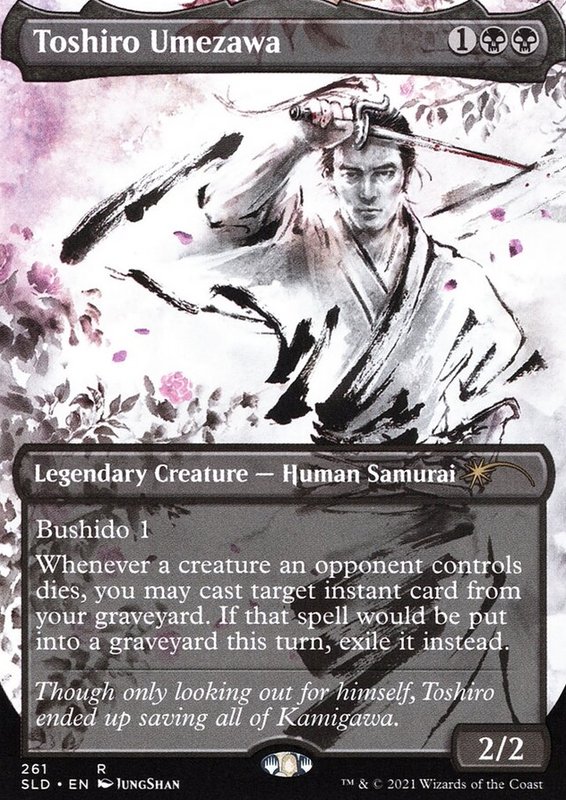 Toshiro Umezawa 1
Legendary Creature — Human Samurai
Bushido 1
Whenever a creature an opponent controls
dies, you may cast target instant card from
your graveyard. If that spell would be put
into a graveyard this turn, exile it instead.
Though only looking out for himself, Toshiro
ended up saving all of Kamigawa.
2/2
261 R
SLD • EN JungShan
™ & © 2021 Wizards of the Coast